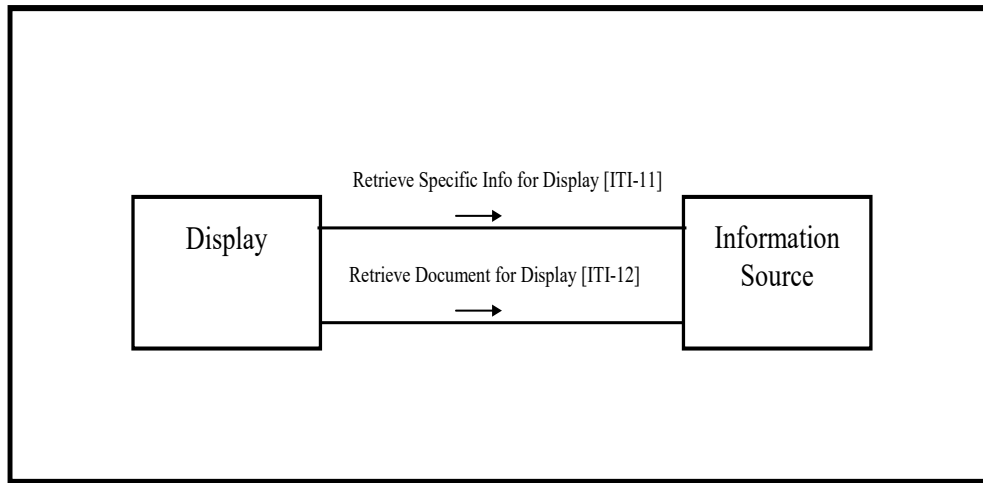 Retrieve Specific Info for Display [ITI-11]
Display
Information
Source
Retrieve Document for Display [ITI-12]